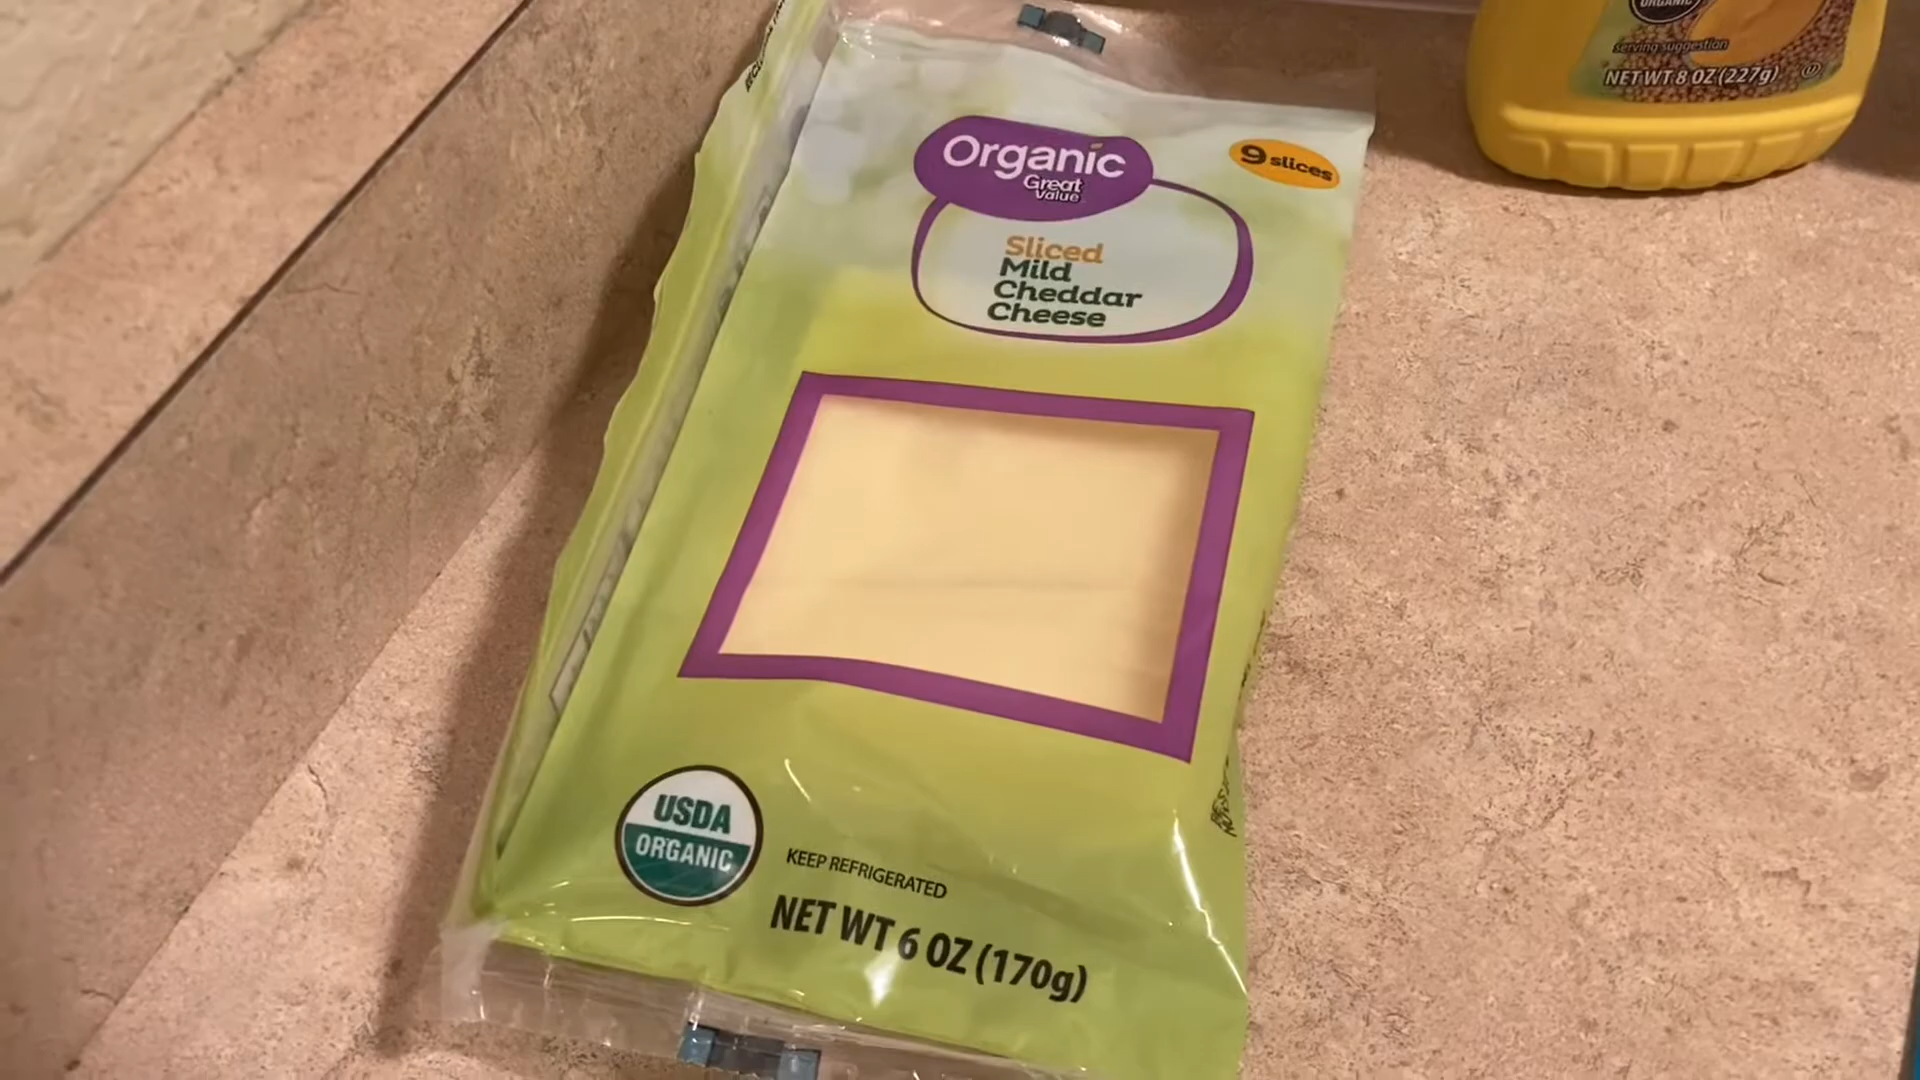 Organic
Great
Value
9 slices
Sliced
Mild
Cheddar
Cheese
USDA
ORGANIC
KEEP REFRIGERATED
NET WT 6 OZ (170g)
ORGANIC
serving suggestion
NET WT 8 OZ (227g)